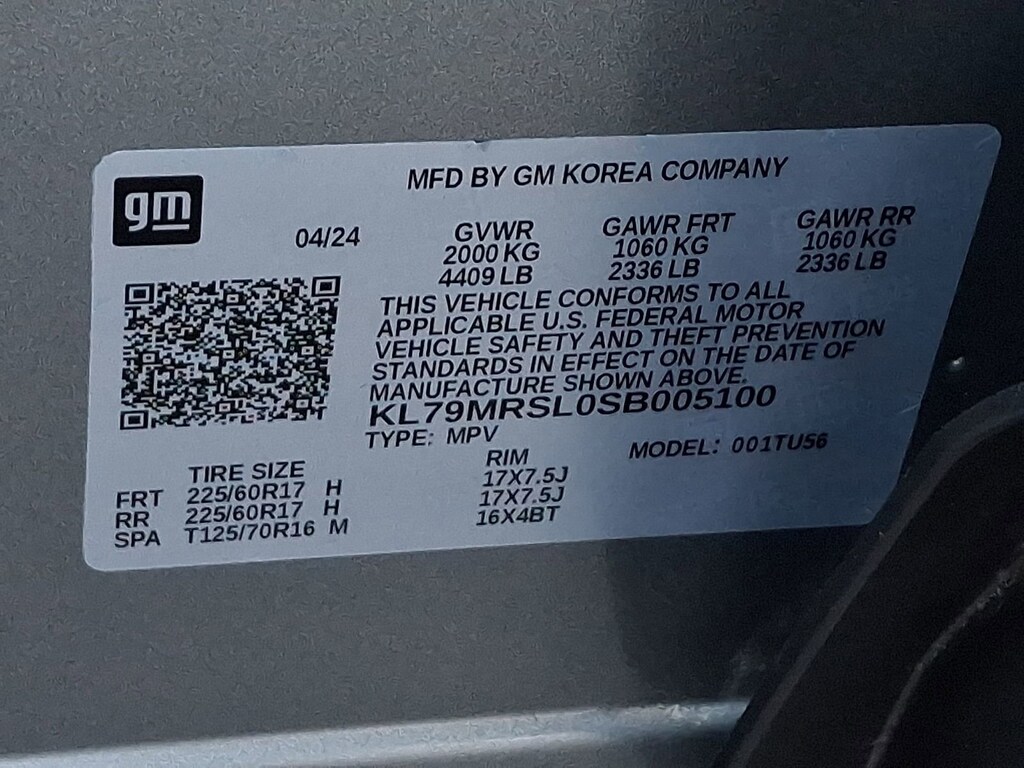 gm
MFD BY GM KOREA COMPANY
04/24
GVWR GAWR FRT GAWR RR
2000 KG 1060 KG 1060 KG
4409 LB 2336 LB 2336 LB
THIS VEHICLE CONFORMS TO ALL
APPLICABLE U.S. FEDERAL MOTOR
VEHICLE SAFETY AND THEFT PREVENTION
STANDARDS IN EFFECT ON THE DATE OF
MANUFACTURE SHOWN ABOVE.
KL79MRSL0SB005100
TYPE: MPV MODEL: 001TU56
TIRE SIZE RIM
FRT 225/60R17 H 17X7.5J
RR 225/60R17 H 17X7.5J
SPA T125/70R16 M 16X4BT